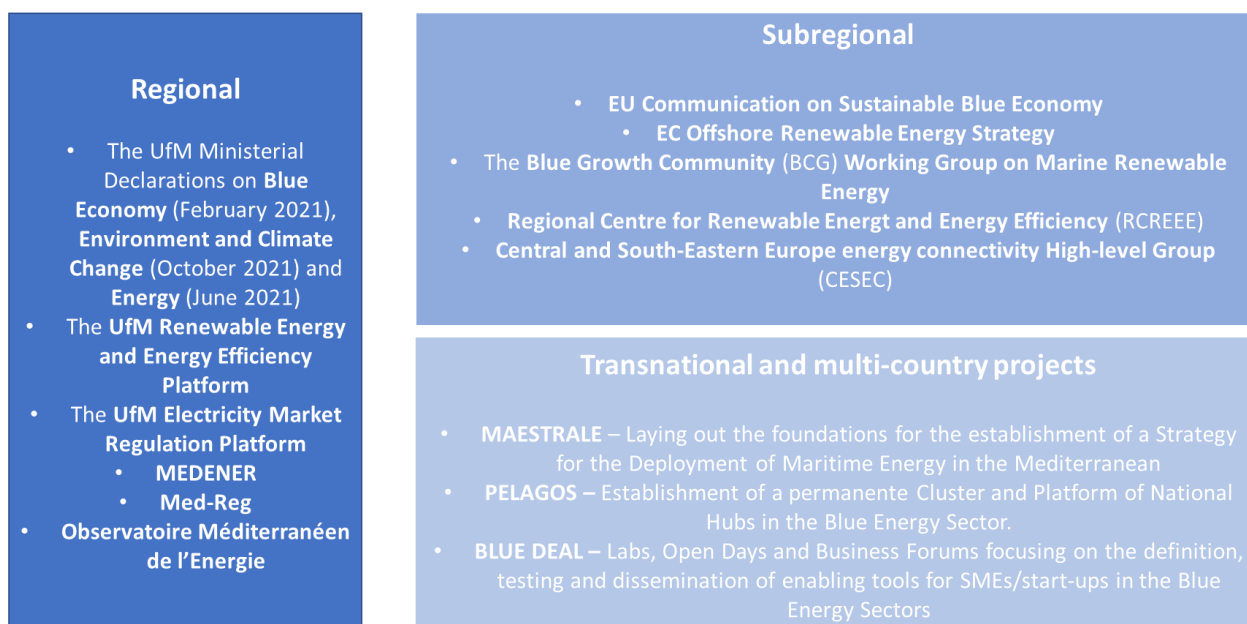 Regional
• The UfM Ministerial
Declarations on Blue
Economy (February 2021),
Environment and Climate
Change (October 2021) and
Energy (June 2021)
• The UfM Renewable Energy
and Energy Efficiency
Platform
• The UfM Electricity Market
Regulation Platform
• MEDENER
• Med-Reg
• Observatoire Méditerranéen
de l’Energie
Subregional
• EU Communication on Sustainable Blue Economy
• EC Offshore Renewable Energy Strategy
• The Blue Growth Community (BCG) Working Group on Marine Renewable
Energy
• Regional Centre for Renewable Energt and Energy Efficiency (RCREEE)
• Central and South-Eastern Europe energy connectivity High-level Group
(CESEC)
Transnational and multi-country projects
• MAESTRALE – Laying out the foundations for the establishment of a Strategy
for the Deployment of Maritime Energy in the Mediterranean
• PELAGOS – Establishment of a permanente Cluster and Platform of National
Hubs in the Blue Energy Sector.
• BLUE DEAL – Labs, Open Days and Business Forums focusing on the definition,
testing and dissemination of enabling tools for SMEs/start-ups in the Blue
Energy Sectors